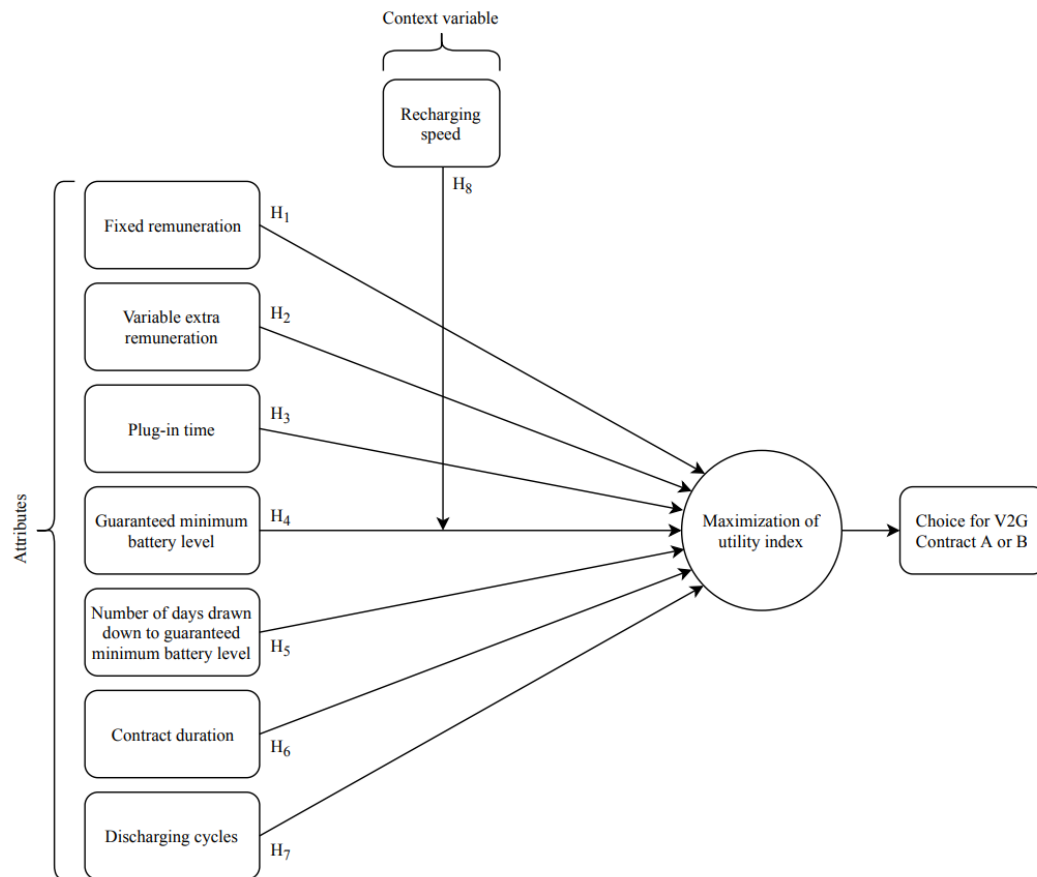 Context variable
Recharging
speed
H8
Fixed remuneration
H1
Variable extra
remuneration
H2
Plug-in time
H3
Attributes
Guaranteed minimum
battery level
H4
Maximization of
utility index
Choice for V2G
Contract A or B
Number of days drawn
down to guaranteed
minimum battery level
H5
Contract duration
H6
Discharging cycles
H7